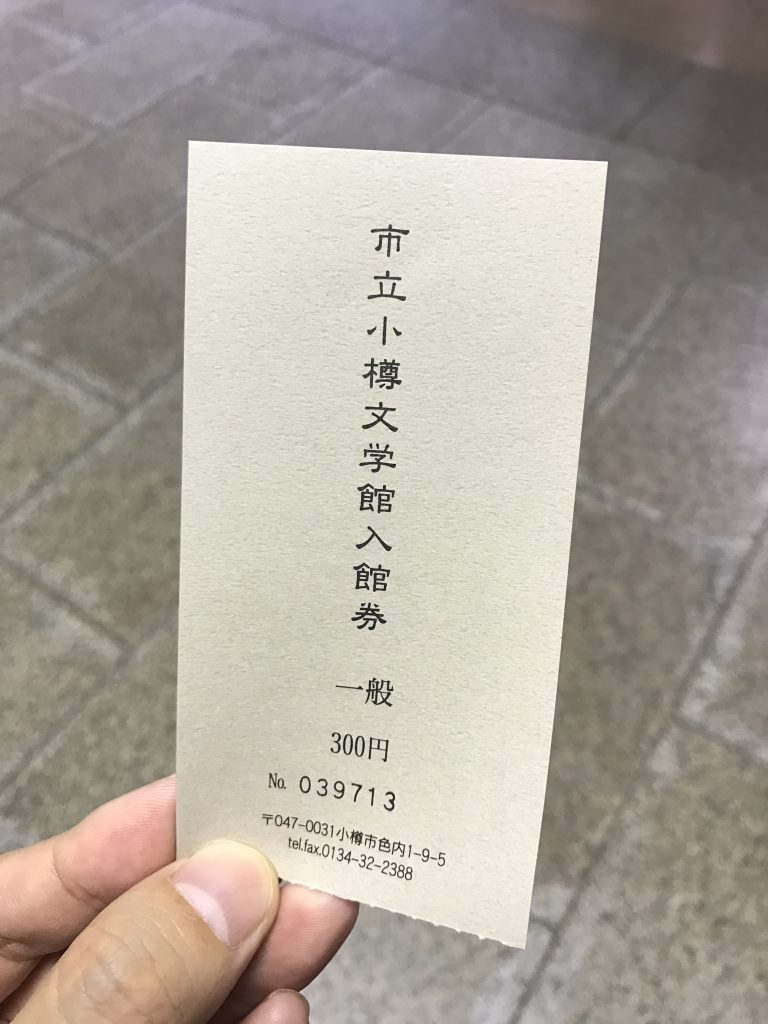 市立小樽文学館入館券
一般
300円
No. 039713
〒047-0031小樽市色内1-9-5
tel.fax.0134-32-2388